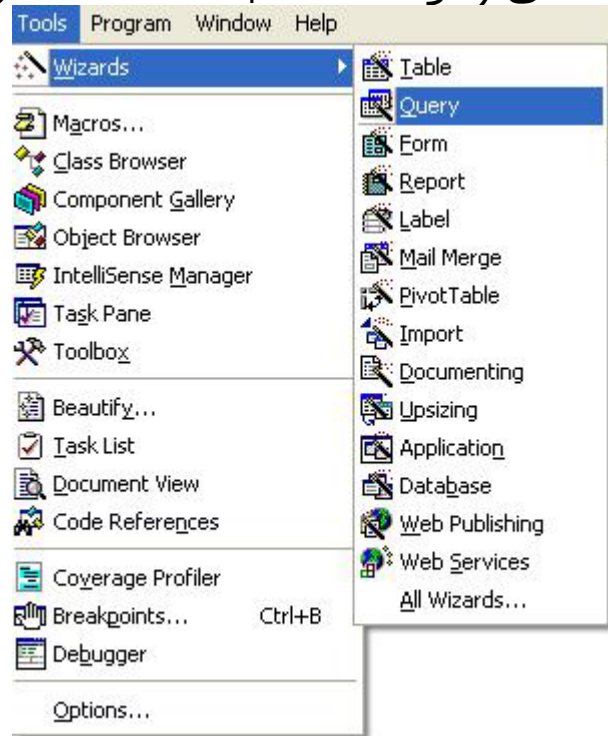 Tools Program Window Help
Wizards
Macros...
Class Browser
Component Gallery
Object Browser
IntelliSense Manager
Task Pane
Toolbox
Beautify...
Task List
Document View
Code References
Coverage Profiler
Breakpoints... Ctrl+B
Debugger
Options...
Table
Query
Form
Report
Label
Mail Merge
PivotTable
Import
Documenting
Upsizing
Application
Database
Web Publishing
Web Services
All Wizards...